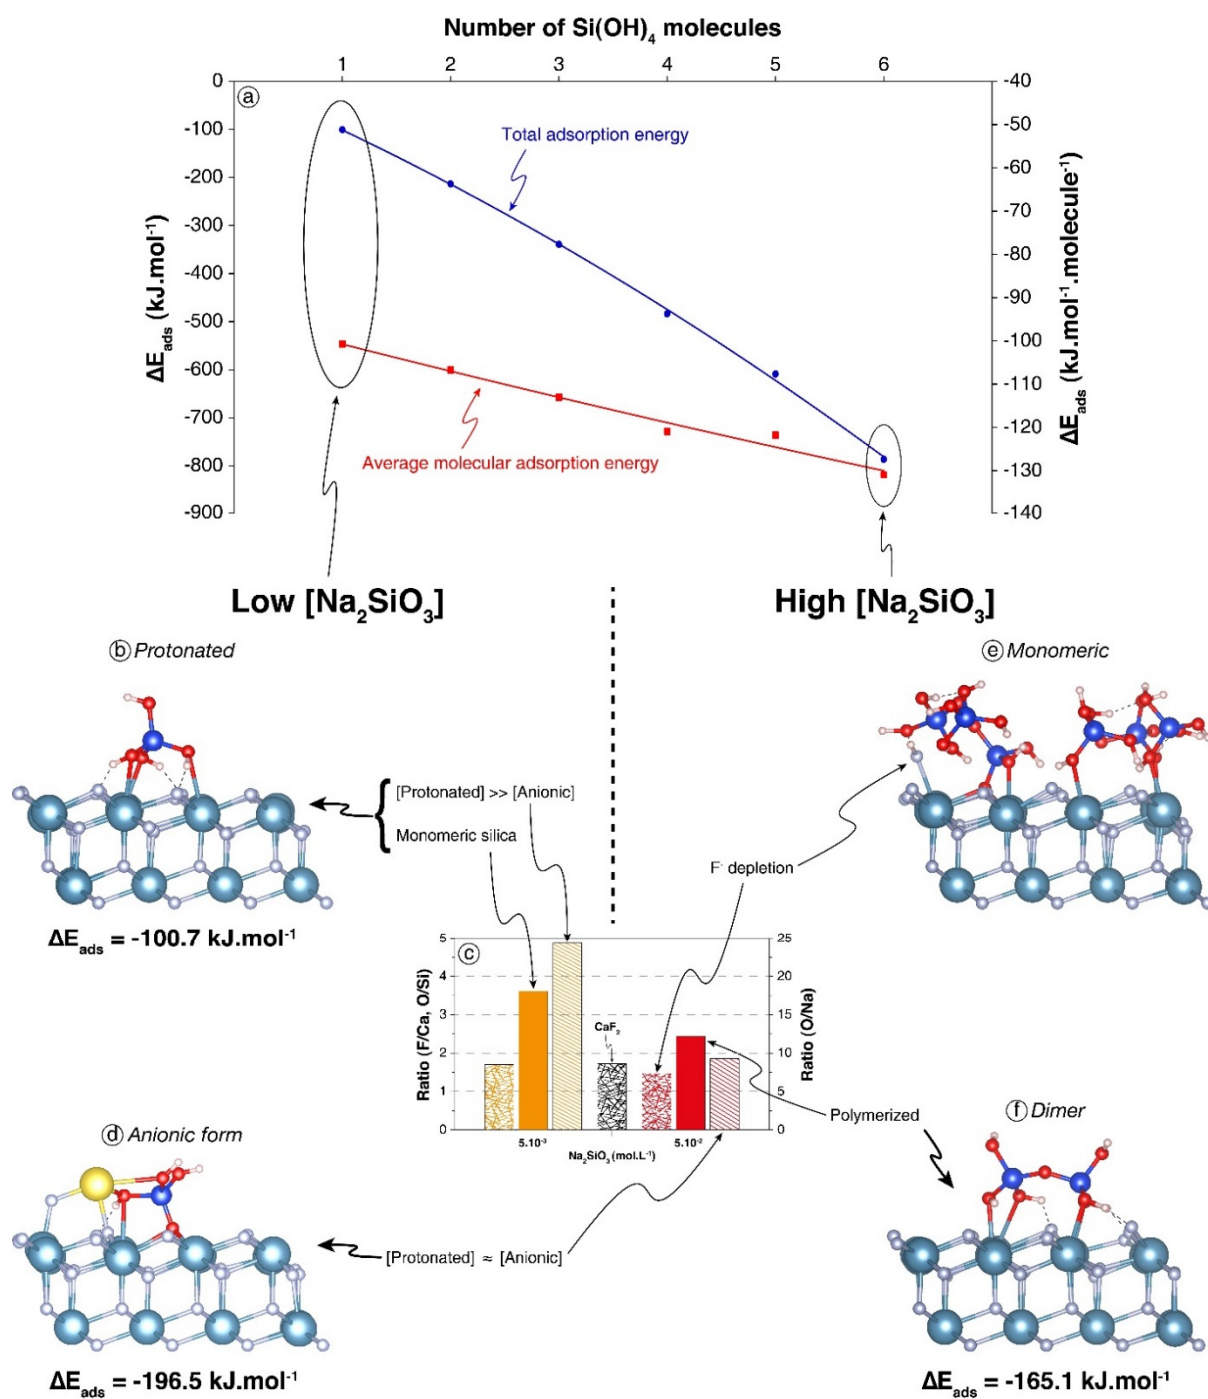 Number of Si(OH)₄ molecules
1 2 3 4 5 6
0
-100
-200
-300
-400
-500
-600
-700
-800
-900
ΔE_ads (kJ.mol⁻¹)
ⓐ
Total adsorption energy
Average molecular adsorption energy
-40
-50
-60
-70
-80
-90
-100
-110
-120
-130
-140
ΔE_ads (kJ.mol⁻¹.molecule⁻¹)
Low [Na₂SiO₃]
High [Na₂SiO₃]
ⓑ Protonated
ⓔ Monomeric
[Protonated] >> [Anionic]
Monomeric silica
F⁻ depletion
ΔE_ads = -100.7 kJ.mol⁻¹
ⓒ
5
4
3
2
1
0
Ratio (F/Ca, O/Si)
CaF₂
25
20
15
10
5
0
Ratio (O/Na)
5.10⁻³ 5.10⁻²
Na₂SiO₃ (mol.L⁻¹)
Polymerized
ⓓ Anionic form
ⓕ Dimer
[Protonated] ≈ [Anionic]
ΔE_ads = -196.5 kJ.mol⁻¹
ΔE_ads = -165.1 kJ.mol⁻¹